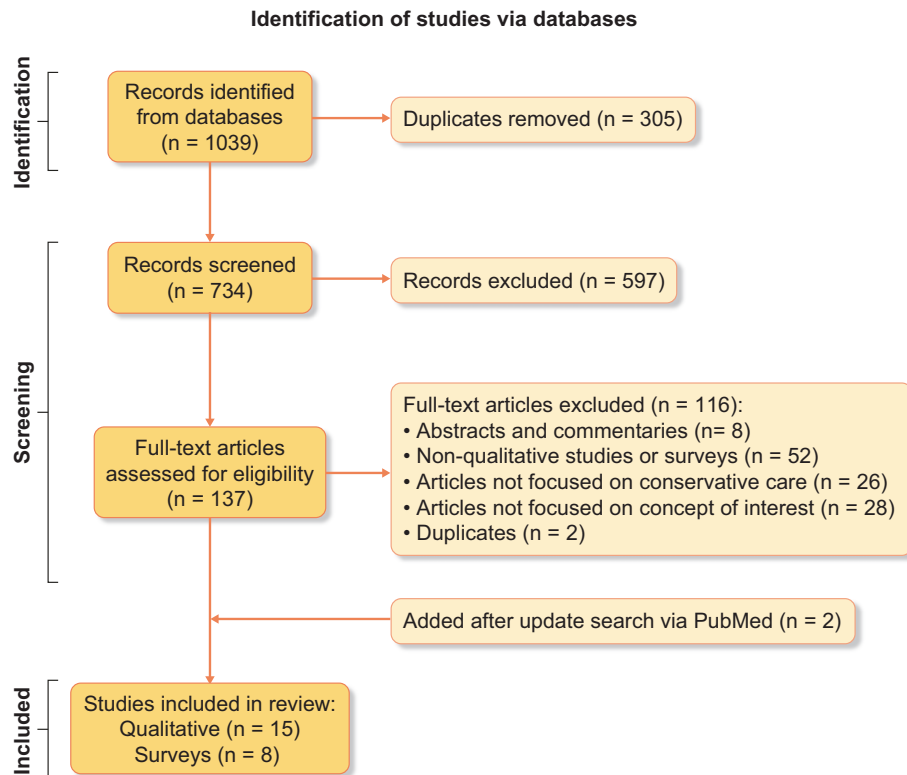 Identification of studies via databases
Identification
Records identified
from databases
(n = 1039)
Duplicates removed (n = 305)
Screening
Records screened
(n = 734)
Records excluded (n = 597)
Full-text articles
assessed for eligibility
(n = 137)
Full-text articles excluded (n = 116):
• Abstracts and commentaries (n= 8)
• Non-qualitative studies or surveys (n = 52)
• Articles not focused on conservative care (n = 26)
• Articles not focused on concept of interest (n = 28)
• Duplicates (n = 2)
Added after update search via PubMed (n = 2)
Included
Studies included in review:
Qualitative (n = 15)
Surveys (n = 8)